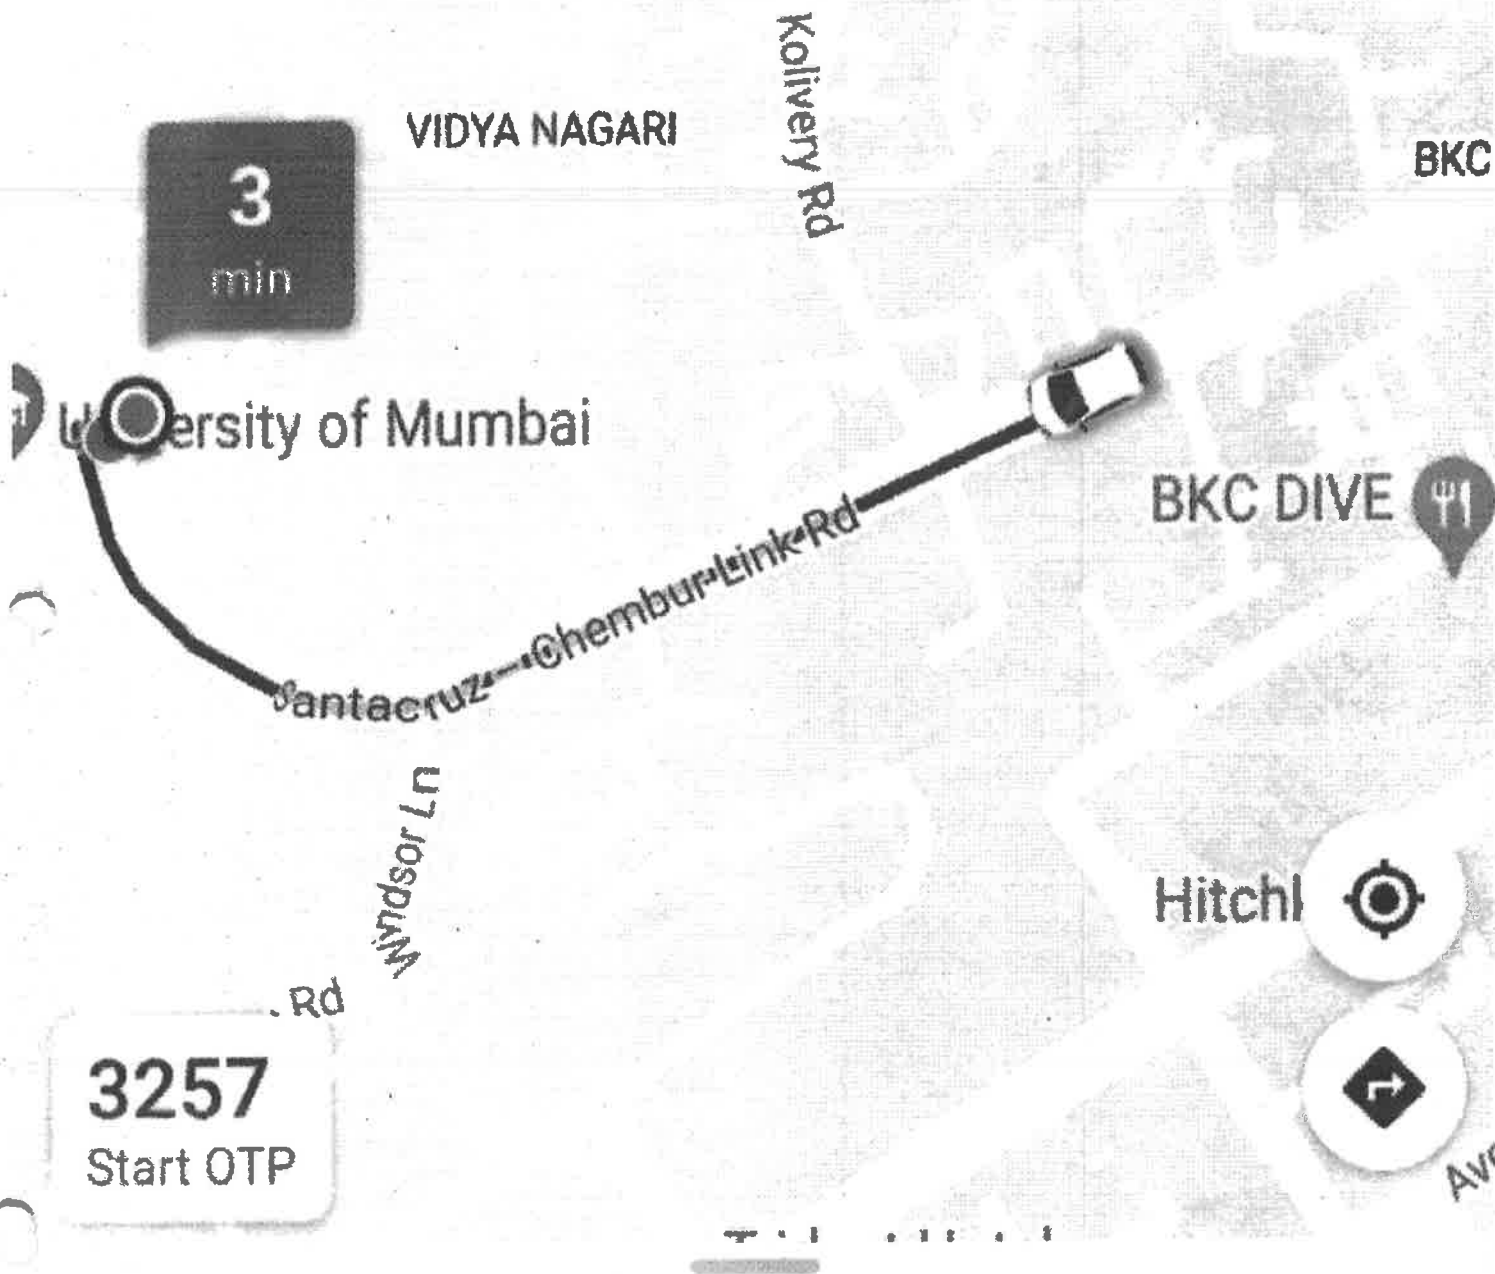 Kolivery Rd
VIDYA NAGARI
BKC
3
min
University of Mumbai
BKC DIVE
Santacruz - Chembur Link Rd
Windsor Ln
Hitchl
Rd
3257
Start OTP
Ave